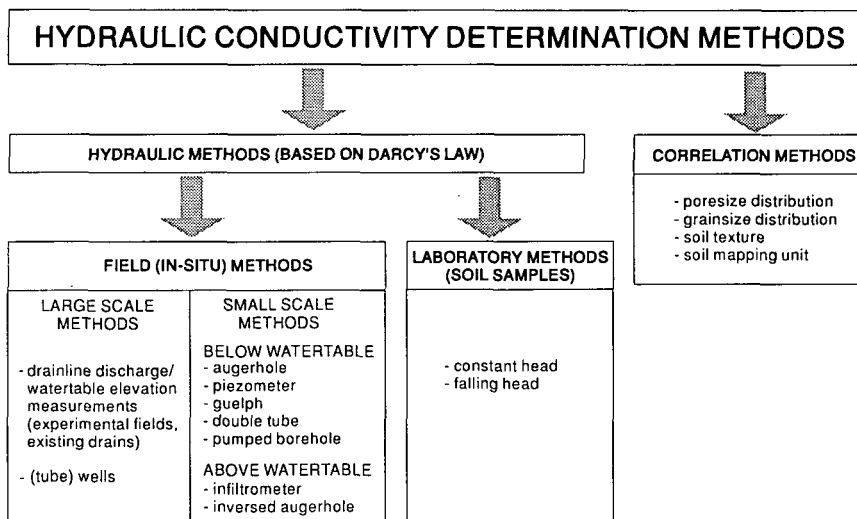 HYDRAULIC CONDUCTIVITY DETERMINATION METHODS
HYDRAULIC METHODS (BASED ON DARCY'S LAW)
CORRELATION METHODS
- poresize distribution
- grainsize distribution
- soil texture
- soil mapping unit
FIELD (IN-SITU) METHODS
LARGE SCALE
METHODS
- drainline discharge/
watertable elevation
measurements
(experimental fields,
existing drains)
- (tube) wells
SMALL SCALE
METHODS
BELOW WATERTABLE
- augerhole
- piezometer
- guelph
- double tube
- pumped borehole
ABOVE WATERTABLE
- infiltrometer
- inversed augerhole
LABORATORY METHODS
(SOIL SAMPLES)
- constant head
- falling head